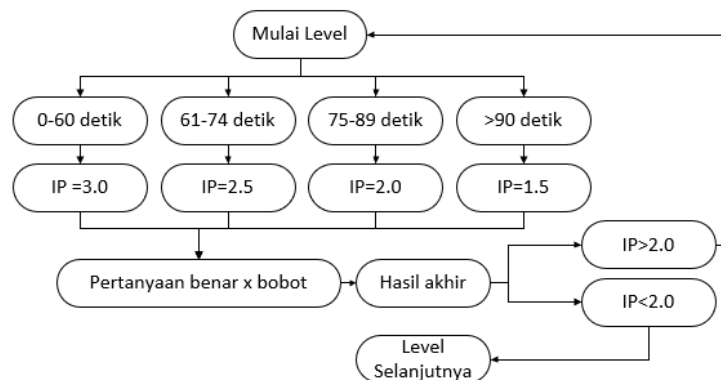 Mulai Level
0-60 detik
61-74 detik
75-89 detik
>90 detik
IP =3.0
IP=2.5
IP=2.0
IP=1.5
Pertanyaan benar x bobot
Hasil akhir
IP>2.0
IP<2.0
Level
Selanjutnya